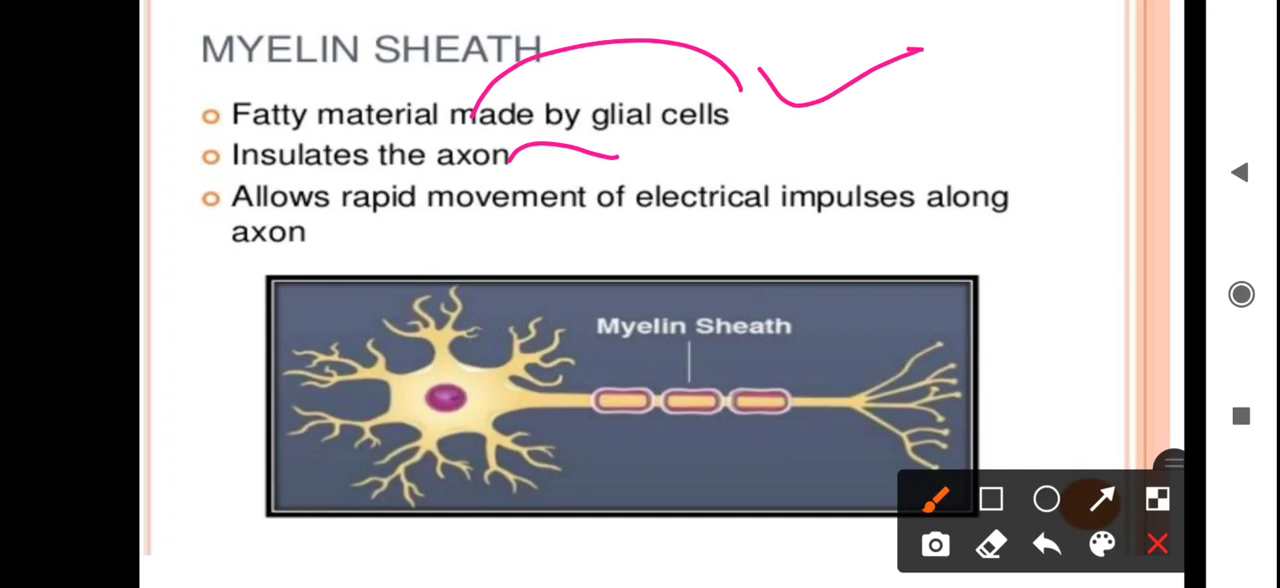 MYELIN SHEATH
Fatty material made by glial cells
Insulates the axon
Allows rapid movement of electrical impulses along
axon
Myelin Sheath